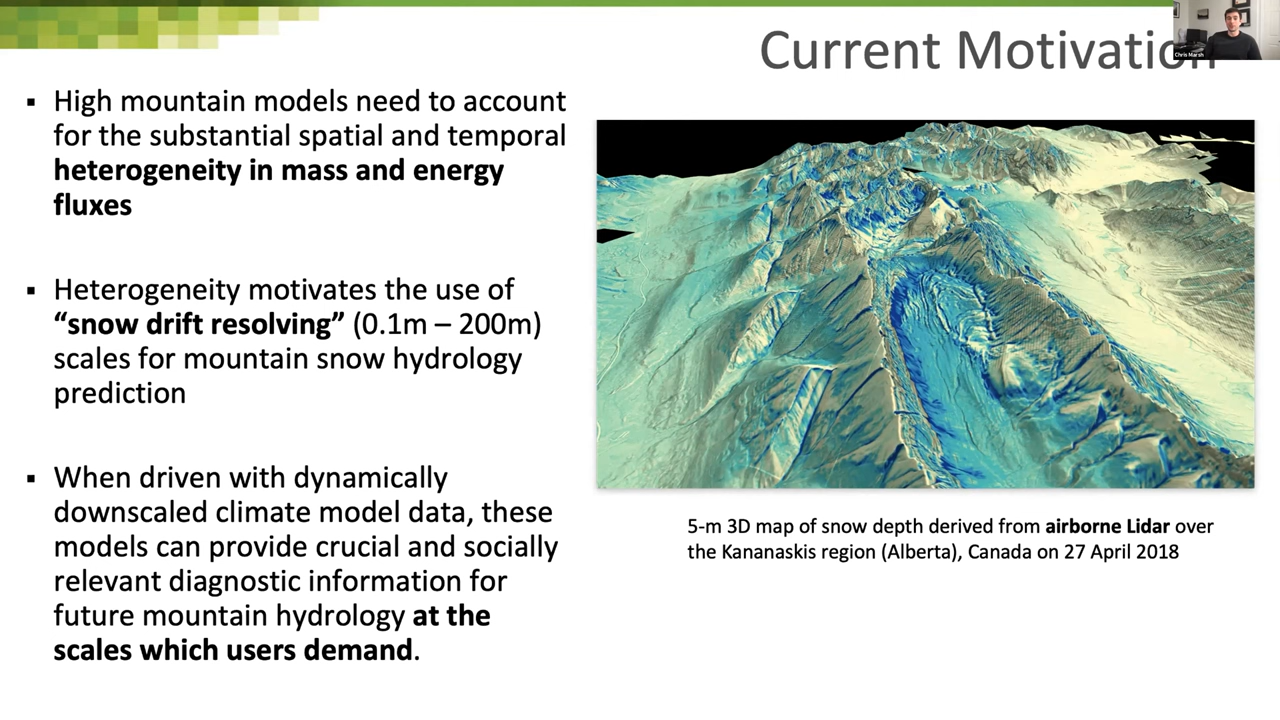 Current Motivation
Chris Marsh
▪ High mountain models need to account
for the substantial spatial and temporal
heterogeneity in mass and energy
fluxes
▪ Heterogeneity motivates the use of
“snow drift resolving” (0.1m – 200m)
scales for mountain snow hydrology
prediction
▪ When driven with dynamically
downscaled climate model data, these
models can provide crucial and socially
relevant diagnostic information for
future mountain hydrology at the
scales which users demand.
5-m 3D map of snow depth derived from airborne Lidar over
the Kananaskis region (Alberta), Canada on 27 April 2018